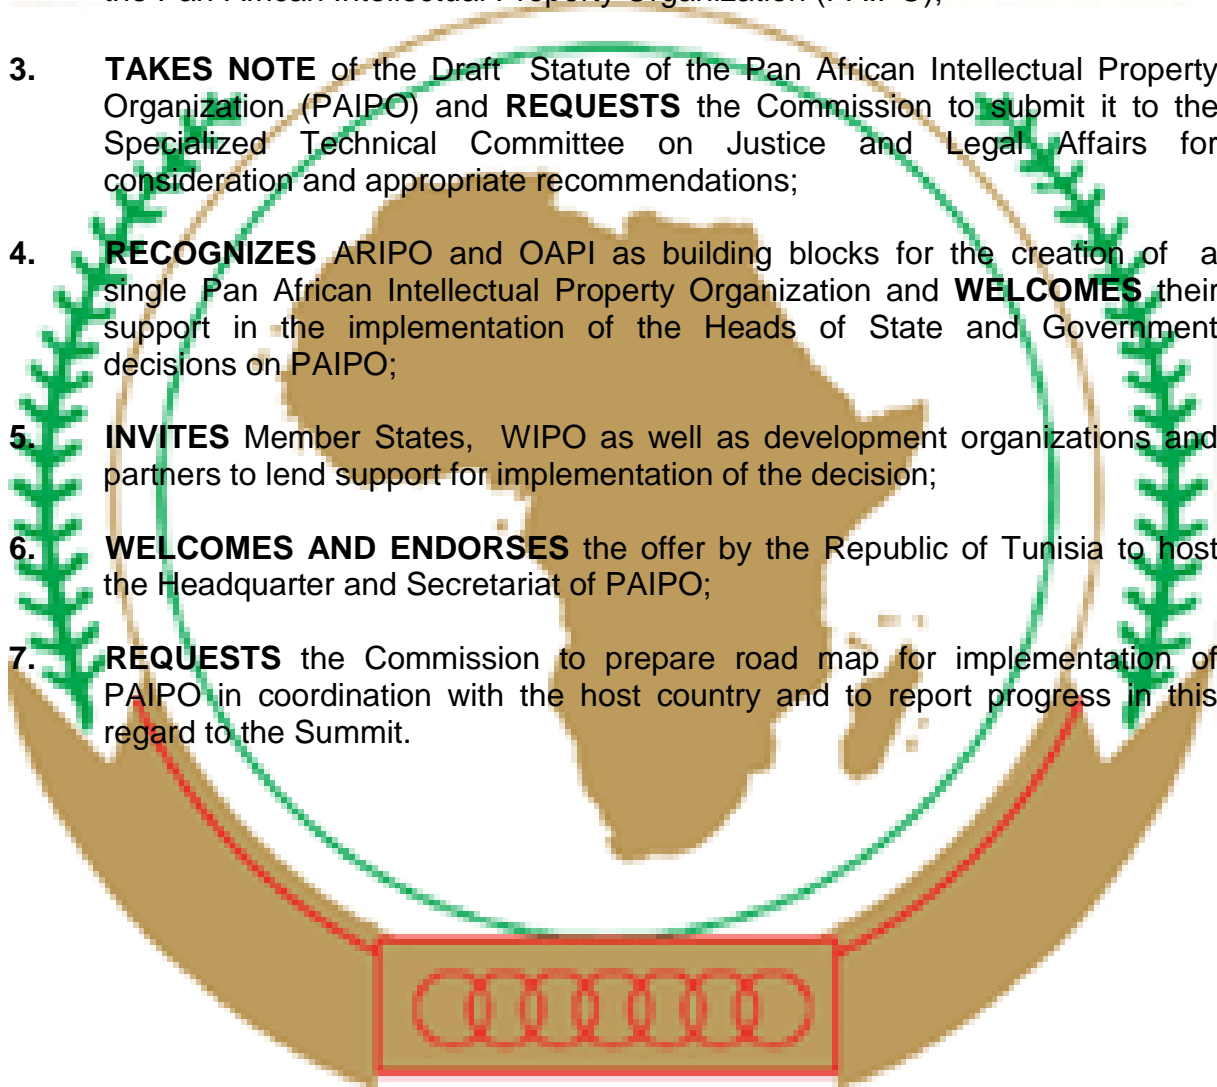 the Pan African Intellectual Property Organization (PAIPO);
3. TAKES NOTE of the Draft Statute of the Pan African Intellectual Property
Organization (PAIPO) and REQUESTS the Commission to submit it to the
Specialized Technical Committee on Justice and Legal Affairs for
consideration and appropriate recommendations;
4. RECOGNIZES ARIPO and OAPI as building blocks for the creation of a
single Pan African Intellectual Property Organization and WELCOMES their
support in the implementation of the Heads of State and Government
decisions on PAIPO;
5. INVITES Member States, WIPO as well as development organizations and
partners to lend support for implementation of the decision;
6. WELCOMES AND ENDORSES the offer by the Republic of Tunisia to host
the Headquarter and Secretariat of PAIPO;
7. REQUESTS the Commission to prepare road map for implementation of
PAIPO in coordination with the host country and to report progress in this
regard to the Summit.